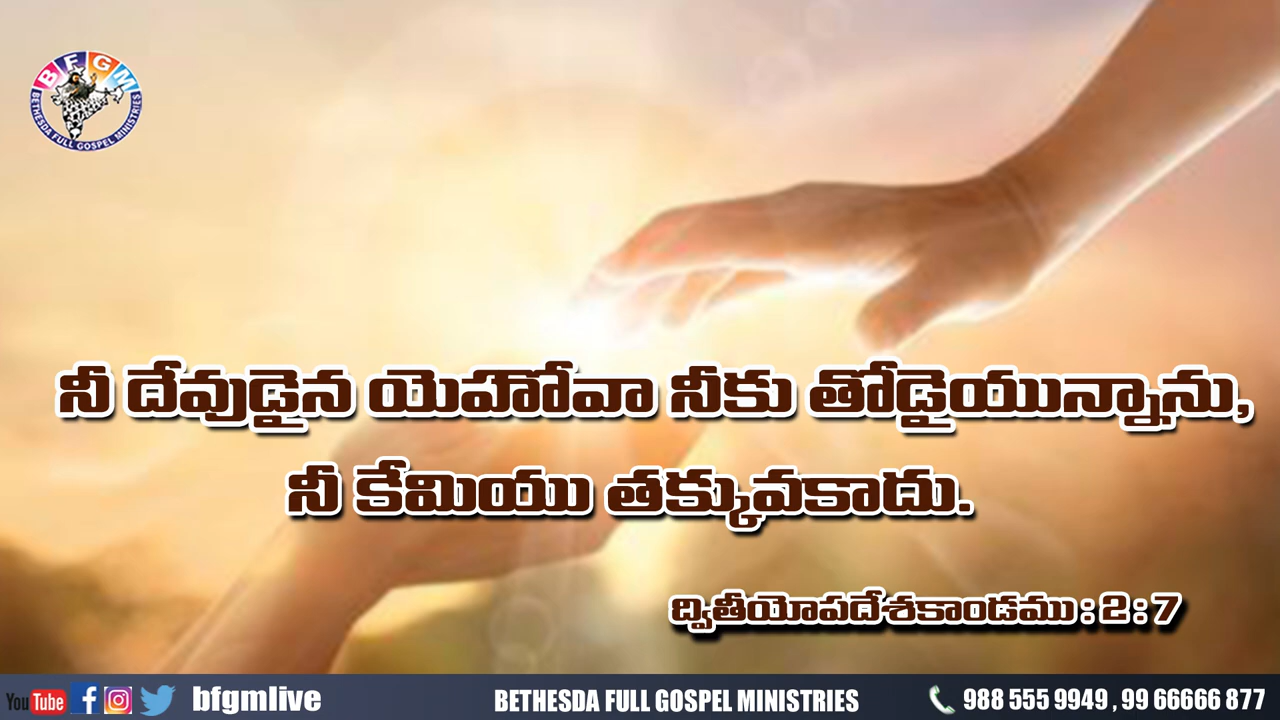 BFGM
BETHESDA FULL GOSPEL MINISTRIES
నీ దేవుడైన యెహోవా నీకు తోడైయున్నాను,
నీ కేమియు తక్కువకాదు.
ద్వితీయోపదేశకాండము : 2 : 7
YouTube bfgmlive BETHESDA FULL GOSPEL MINISTRIES 988 555 9949 , 99 66666 877